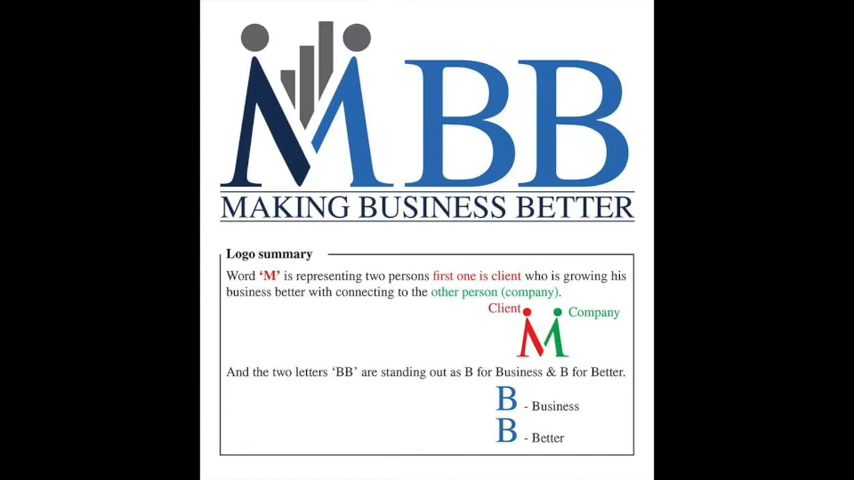 MBB
MAKING BUSINESS BETTER
Logo summary
Word ‘M’ is representing two persons first one is client who is growing his
business better with connecting to the other person (company).
Client M Company
And the two letters ‘BB’ are standing out as B for Business & B for Better.
B - Business
B - Better